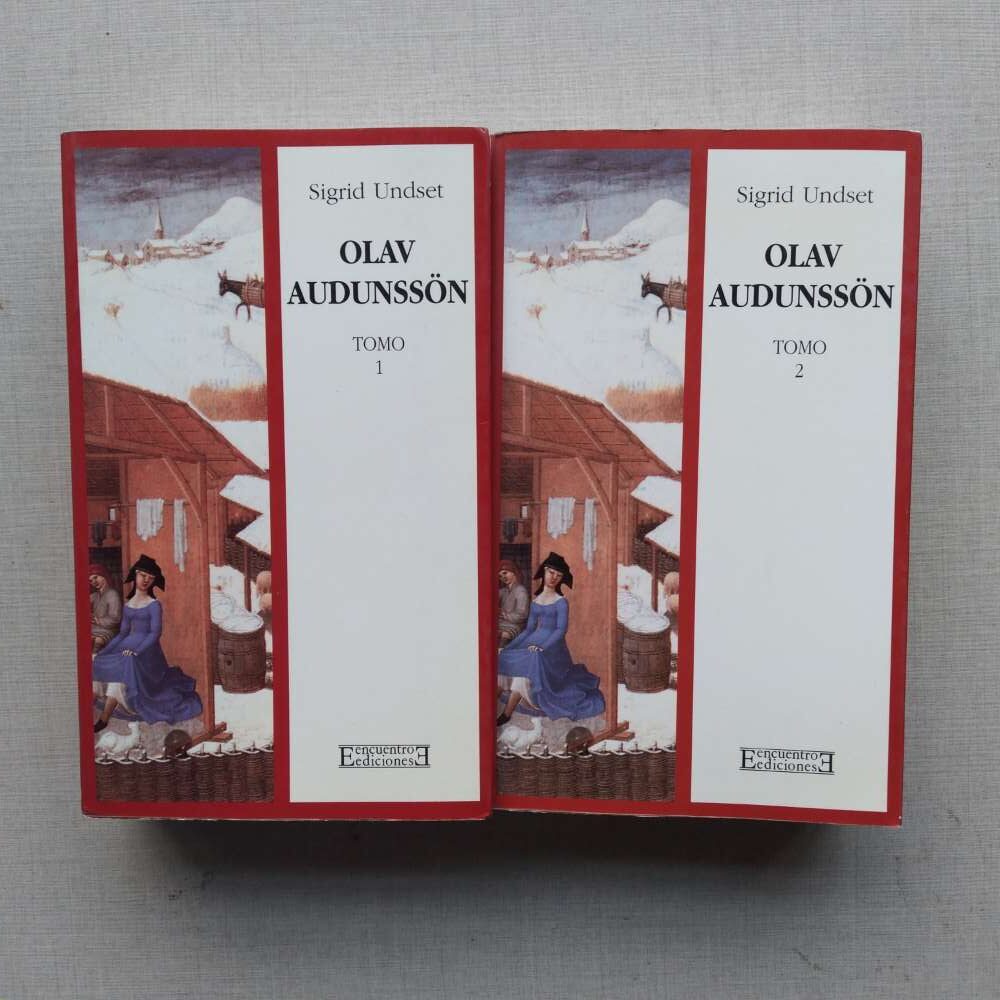 Sigrid Undset
OLAV
AUDUNSSÖN
TOMO
1
encuentro
ediciones
Sigrid Undset
OLAV
AUDUNSSÖN
TOMO
2
encuentro
ediciones